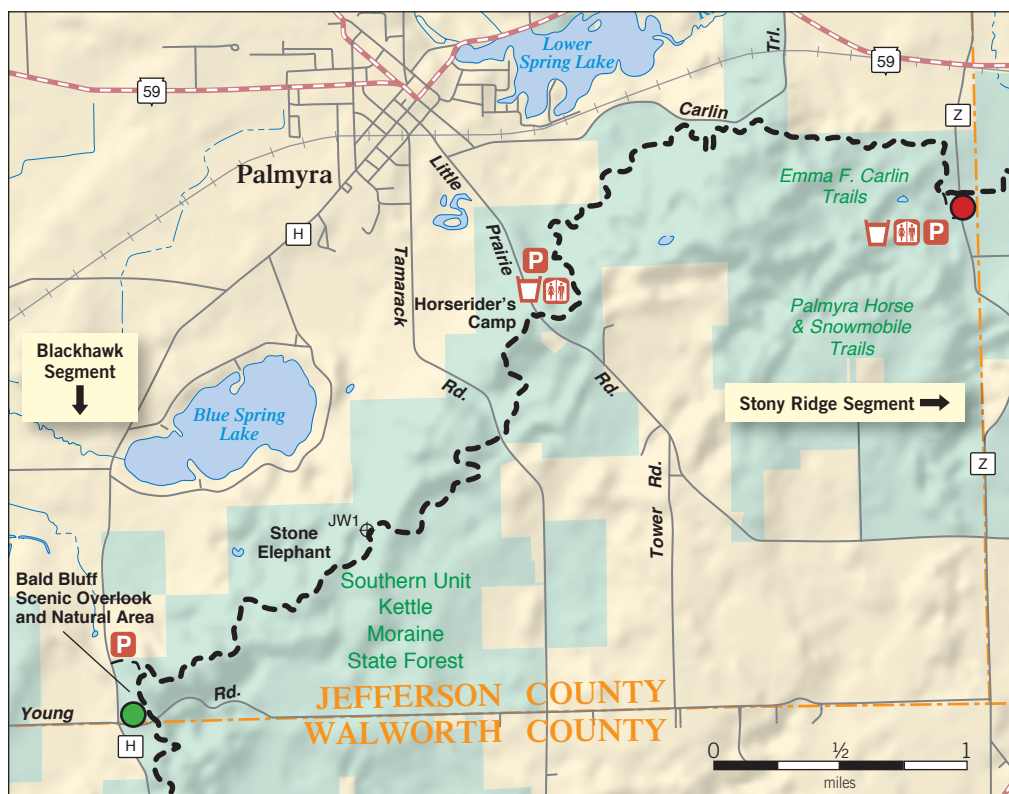 Lower
Spring Lake
R
Trl.
59
59
Carlin
Z
Palmyra
Little
Prairie
Emma F. Carlin
Trails
H
P
P
Tamarack
Horserider's
Camp
Palmyra Horse
& Snowmobile
Trails
Blackhawk
Segment
Rd.
Rd.
Stony Ridge Segment
Blue Spring
Lake
Z
Tower Rd.
JW1
Stone
Elephant
Bald Bluff
Scenic Overlook
and Natural Area
Southern Unit
Kettle
Moraine
State Forest
P
Rd.
JEFFERSON COUNTY
Young
WALWORTH COUNTY
H
0 ½ 1
miles